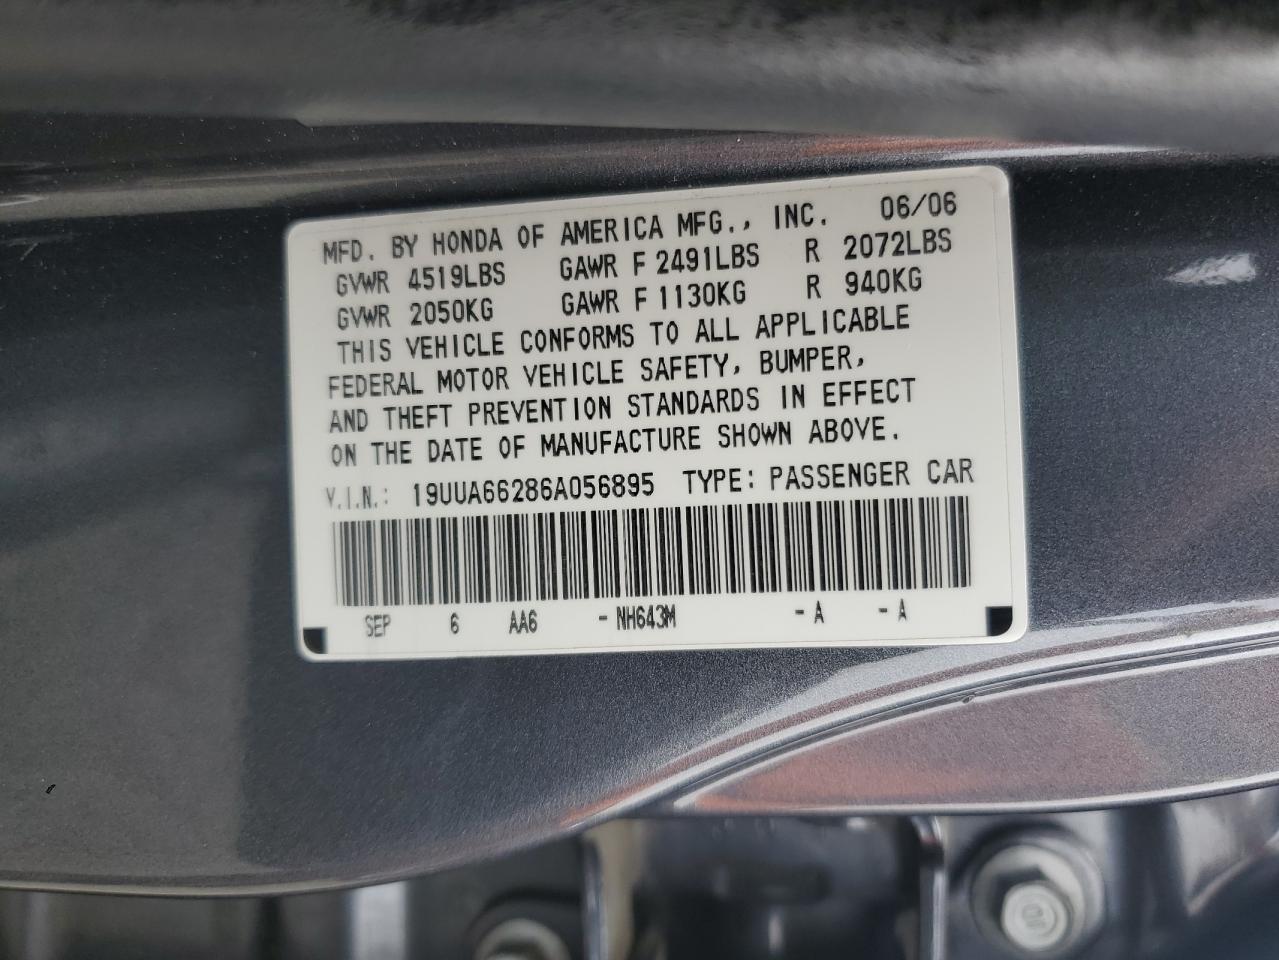 MFD. BY HONDA OF AMERICA MFG., INC. 06/06
GVWR 4519LBS GAWR F 2491LBS R 2072LBS
GVWR 2050KG GAWR F 1130KG R 940KG
THIS VEHICLE CONFORMS TO ALL APPLICABLE
FEDERAL MOTOR VEHICLE SAFETY, BUMPER,
AND THEFT PREVENTION STANDARDS IN EFFECT
ON THE DATE OF MANUFACTURE SHOWN ABOVE.
V.I.N.: 19UUA66286A056895 TYPE: PASSENGER CAR
SEP 6 AA6 -NH643M -A -A